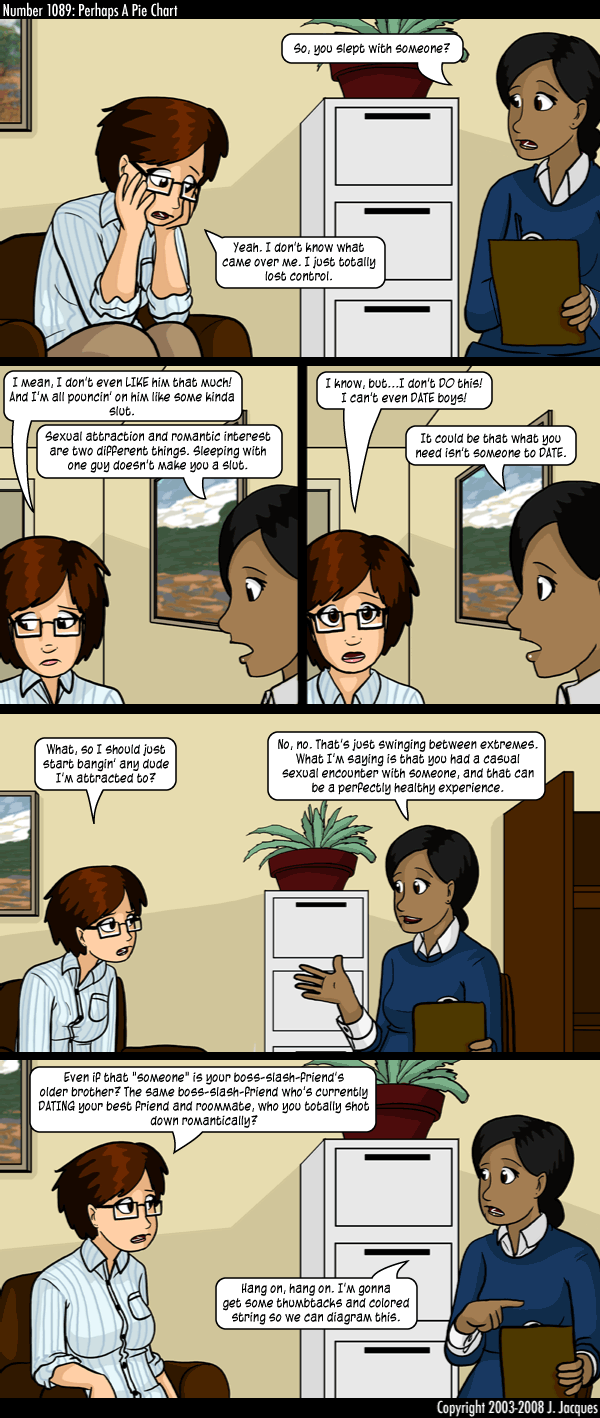 Number 1089: Perhaps A Pie Chart
So, you slept with someone?
Yeah. I don't know what
came over me. I just totally
lost control.
I mean, I don't even LIKE him that much!
And I'm all pouncin' on him like some kinda
slut.
Sexual attraction and romantic interest
are two different things. Sleeping with
one guy doesn't make you a slut.
I know, but...I don't DO this!
I can't even DATE boys!
It could be that what you
need isn't someone to DATE.
What, so I should just
start bangin' any dude
I'm attracted to?
No, no. That's just swinging between extremes.
What I'm saying is that you had a casual
sexual encounter with someone, and that can
be a perfectly healthy experience.
Even if that "someone" is your boss-slash-friend's
older brother? The same boss-slash-friend who's currently
DATING your best friend and roommate, who you totally shot
down romantically?
Hang on, hang on. I'm gonna
get some thumbtacks and colored
string so we can diagram this.
Copyright 2003-2008 J. Jacques